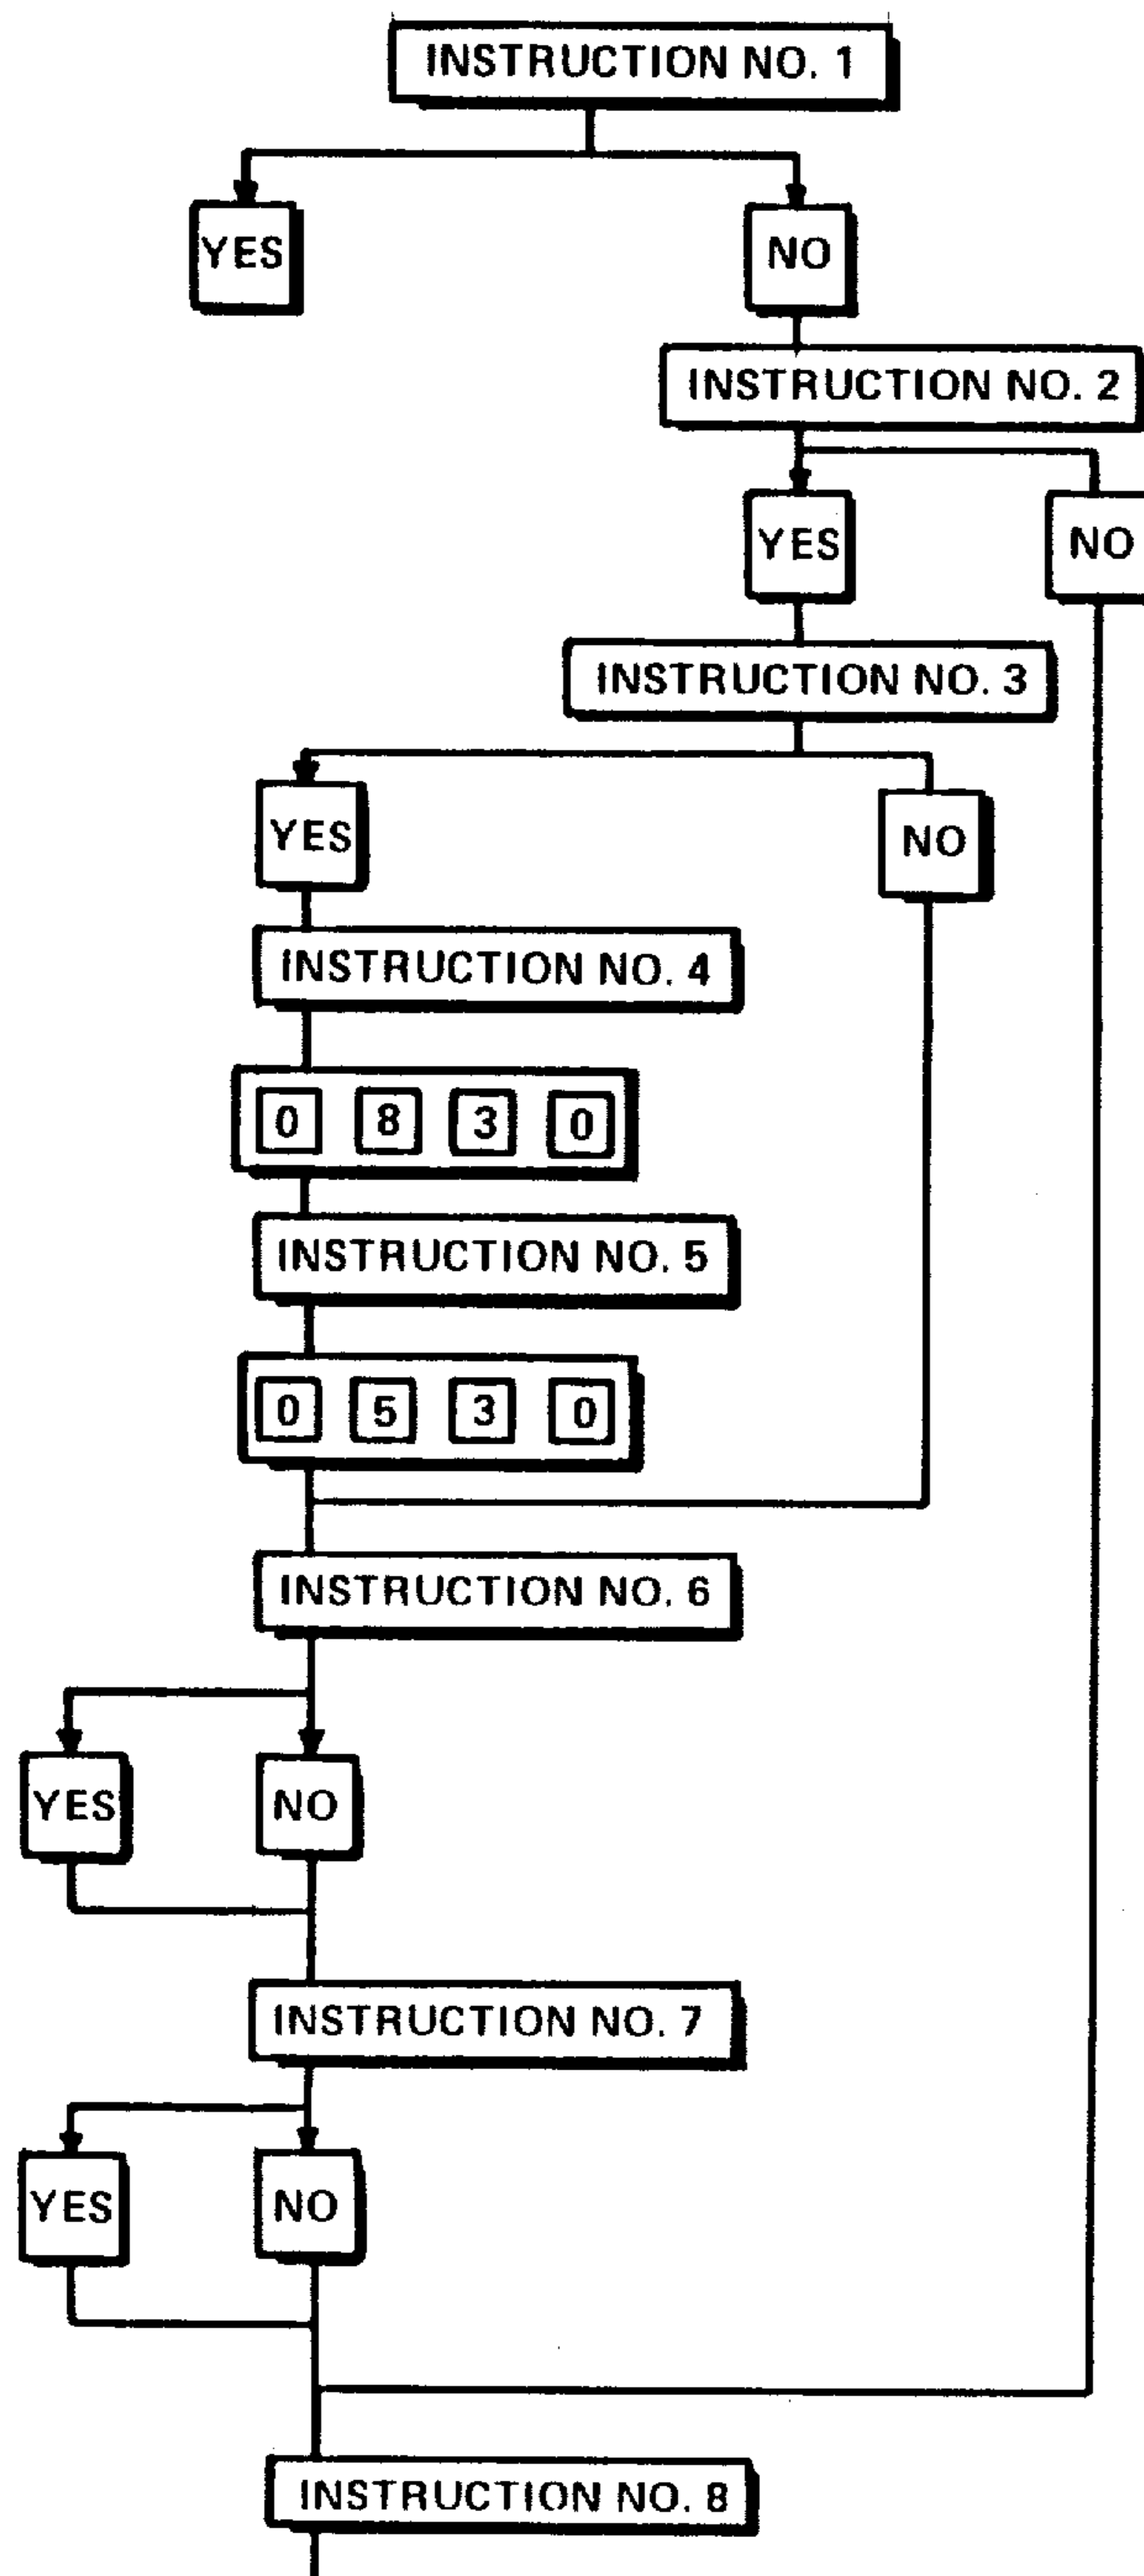 INSTRUCTION NO. 1
YES NO
INSTRUCTION NO. 2
YES NO
INSTRUCTION NO. 3
YES NO
INSTRUCTION NO. 4
0 8 3 0
INSTRUCTION NO. 5
0 5 3 0
INSTRUCTION NO. 6
YES NO
INSTRUCTION NO. 7
YES NO
INSTRUCTION NO. 8